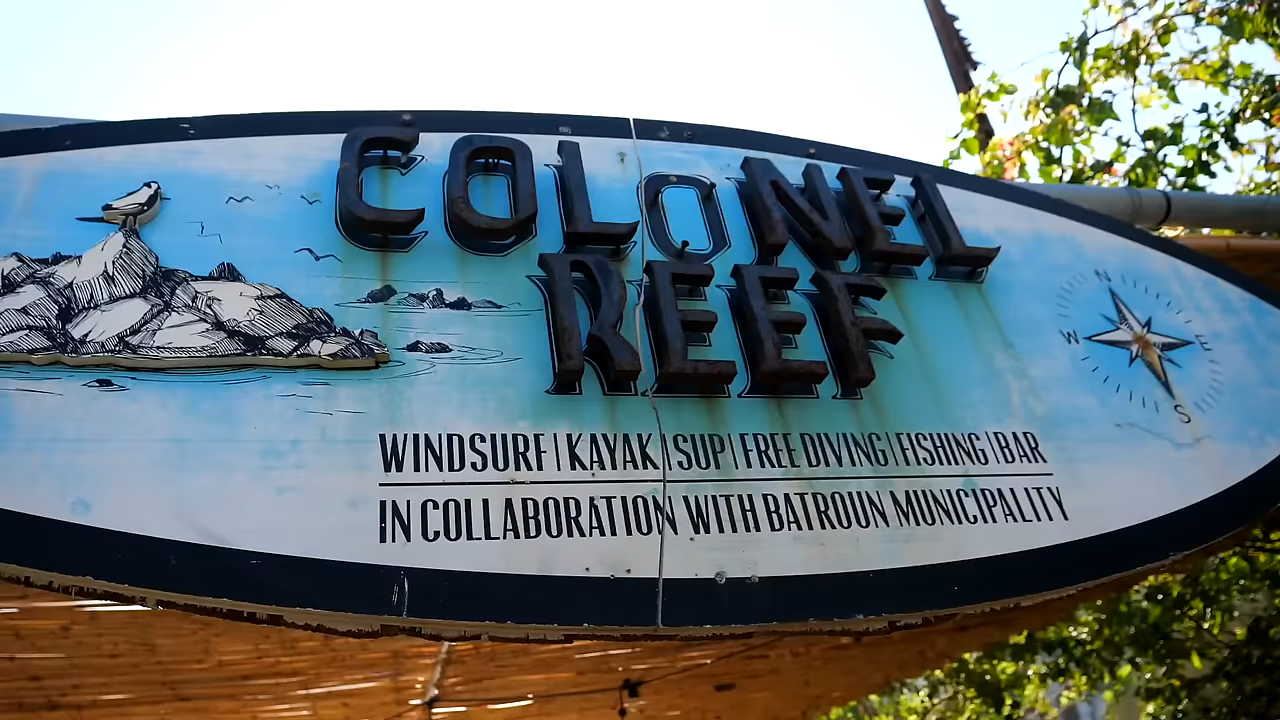 COLONEL
REEF
WINDSURF | KAYAK | SUP | FREE DIVING | FISHING | BAR
IN COLLABORATION WITH BATROUN MUNICIPALITY
N
W E
S